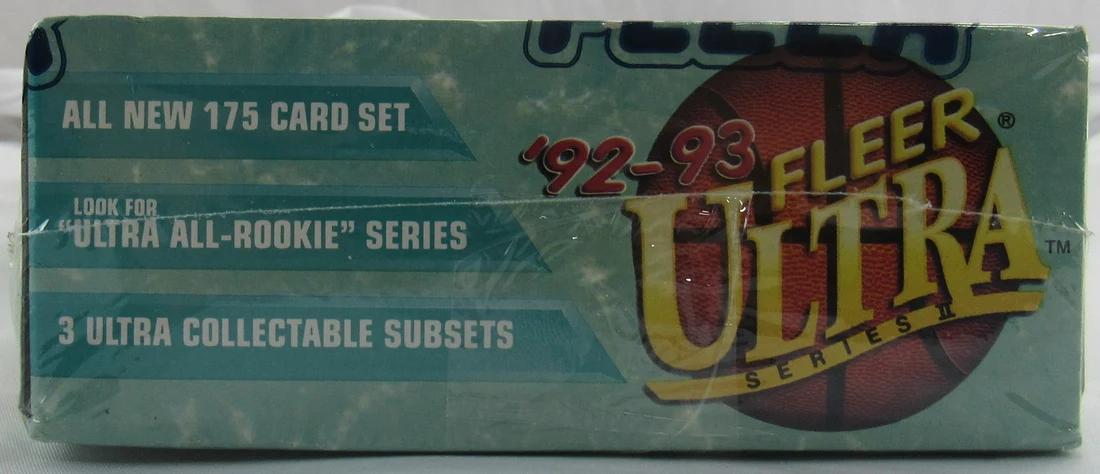 FLEER
ALL NEW 175 CARD SET
LOOK FOR
"ULTRA ALL-ROOKIE" SERIES
3 ULTRA COLLECTABLE SUBSETS
'92-93
FLEER®
ULTRA™
SERIES II